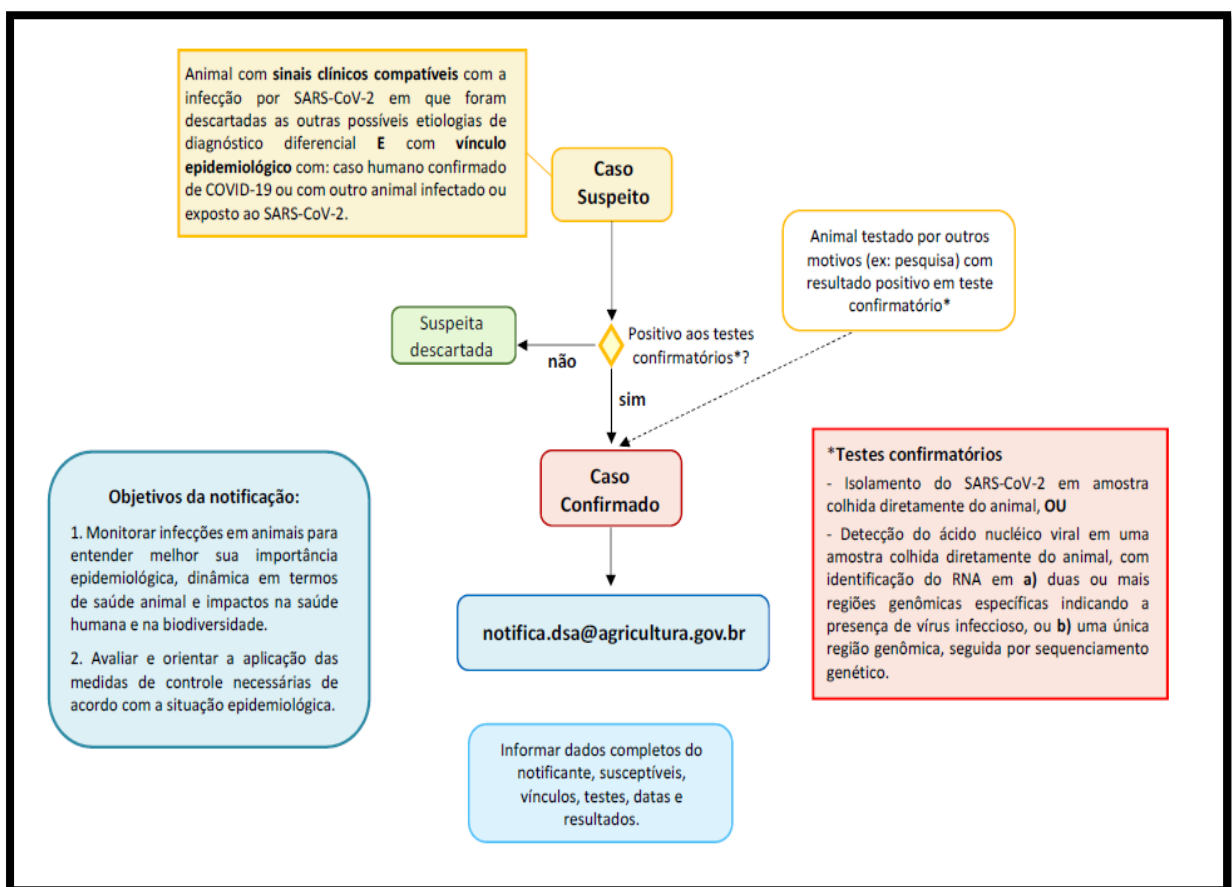 Animal com sinais clínicos compatíveis com a
infecção por SARS-CoV-2 em que foram
descartadas as outras possíveis etiologias de
diagnóstico diferencial E com vínculo
epidemiológico com: caso humano confirmado
de COVID-19 ou com outro animal infectado ou
exposto ao SARS-CoV-2.
Caso
Suspeito
Animal testado por outros
motivos (ex: pesquisa) com
resultado positivo em teste
confirmatório*
Suspeita
descartada
não
Positivo aos testes
confirmatórios*?
sim
Caso
Confirmado
*Testes confirmatórios
- Isolamento do SARS-CoV-2 em amostra
colhida diretamente do animal, OU
- Detecção do ácido nucléico viral em uma
amostra colhida diretamente do animal, com
identificação do RNA em a) duas ou mais
regiões genômicas específicas indicando a
presença de vírus infeccioso, ou b) uma única
região genômica, seguida por sequenciamento
genético.
Objetivos da notificação:
1. Monitorar infecções em animais para
entender melhor sua importância
epidemiológica, dinâmica em termos
de saúde animal e impactos na saúde
humana e na biodiversidade.
2. Avaliar e orientar a aplicação das
medidas de controle necessárias de
acordo com a situação epidemiológica.
notifica.dsa@agricultura.gov.br
Informar dados completos do
notificante, susceptíveis,
vínculos, testes, datas e
resultados.